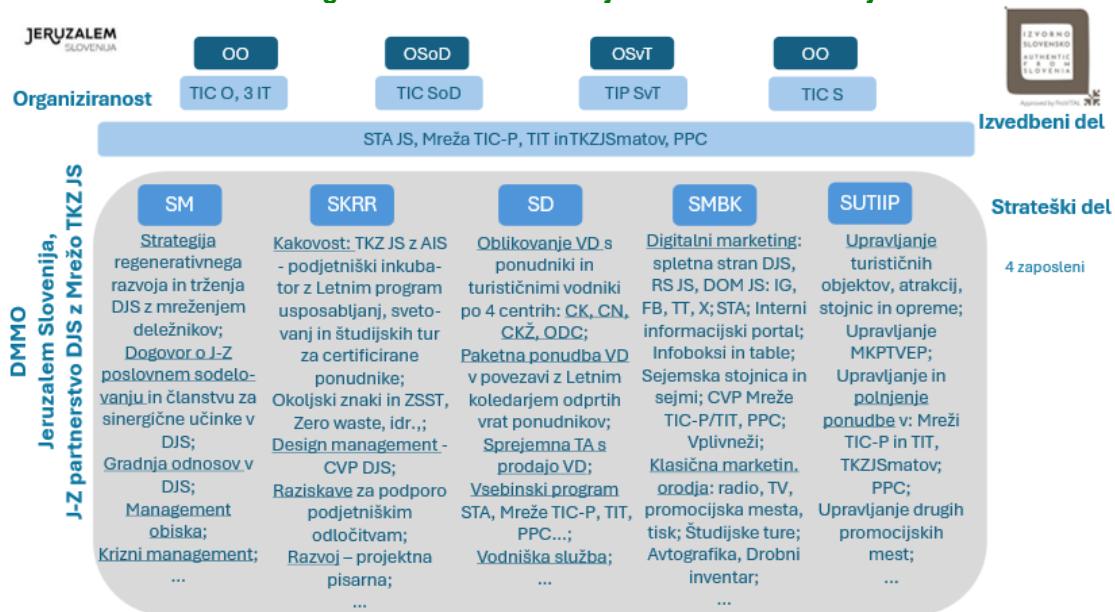 JERUZALEM
SLOVENIJA
IZVORNO
SLOVENSKO
AUTHENTIC
FROM
SLOVENIA
Approved by ProVITAL
OO
OSoD
OSvT
OO
Organiziranost
TIC O, 3 IT
TIC SoD
TIP SvT
TIC S
Izvedbeni del
STA JS, Mreža TIC-P, TIT in TKZJSmatov, PPC
DMMO
Jeruzalem Slovenija,
J-Z partnerstvo DJS z Mrežo TKZ JS
Strateški del
4 zaposleni
SM
Strategija
regenerativnega
razvoja in trženja
DJS z mreženjem
deležnikov;
Dogovor o J-Z
poslovnem sodelo-
vanju in članstvu za
sinergične učinke v
DJS;
Gradnja odnosov v
DJS;
Management
obiska;
Krizni management;
...
SKRR
Kakovost: TKZ JS z AIS
- podjetniški inkuba-
tor z Letnim program
usposabljanj, sveto-
vanj in študijskih tur
za certificirane
ponudnike;
Okoljski znaki in ZSST,
Zero waste, idr.,;
Design management -
CVP DJS;
Raziskave za podporo
podjetniškim
odločitvam;
Razvoj – projektna
pisarna;
...
SD
Oblikovanje VD s
ponudniki in
turističnimi vodniki
po 4 centrih: CK, CN,
CKŽ, ODC;
Paketna ponudba VD
v povezavi z Letnim
koledarjem odprtih
vrat ponudnikov;
Sprejemna TA s
prodajo VD;
Vsebinski program
STA, Mreže TIC-P, TIT,
PPC...;
Vodniška služba;
...
SMBK
Digitalni marketing:
spletna stran DJS,
RS JS, DOM JS: IG,
FB, TT, X; STA; Interni
informacijski portal;
Infoboksi in table;
Sejemska stojnica in
sejmi; CVP Mreže
TIC-P/TIT, PPC;
Vplivneži;
Klasična marketin.
orodja: radio, TV,
promocijska mesta,
tisk; Študijske ture;
Avtografika, Drobni
inventar;
...
SUTIIP
Upravljanje
turističnih
objektov, atrakcij,
stojnic in opreme;
Upravljanje
MKPTVEP;
Upravljanje in
polnjenje
ponudbe v: Mreži
TIC-P in TIT,
TKZJSmatov;
PPC;
Upravljanje drugih
promocijskih
mest;
...